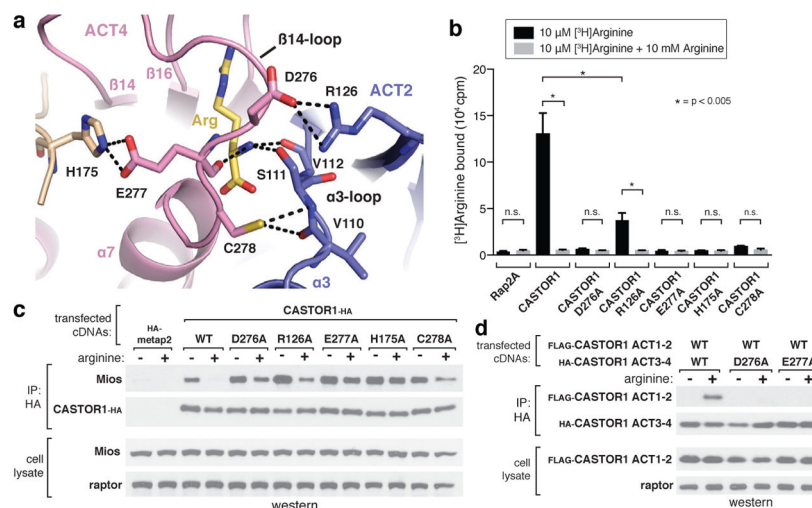 a
ACT4
ß14-loop
D276
ß14
ß16
R126
ACT2
Arg
H175
V112
S111
E277
α3-loop
C278
V110
α7
α3
b
10 µM [³H]Arginine
10 µM [³H]Arginine + 10 mM Arginine
[³H]Arginine bound (10⁴ cpm)
20
15
10
5
0
*
* = p < 0.005
*
*
n.s. n.s. n.s. n.s. n.s.
Rap2A
CASTOR1
CASTOR1 D276A
CASTOR1 R126A
CASTOR1 E277A
CASTOR1 H175A
CASTOR1 C278A
c
transfected cDNAs:
HA-metap2
CASTOR1-HA
WT D276A R126A E277A H175A C278A
arginine: - + - + - + - + - + - + - +
IP: HA
Mios
CASTOR1-HA
cell lysate
Mios
raptor
western
d
transfected cDNAs:
FLAG-CASTOR1 ACT1-2 WT WT WT
HA-CASTOR1 ACT3-4 WT D276A E277A
arginine: - + - + - +
IP: HA
FLAG-CASTOR1 ACT1-2
HA-CASTOR1 ACT3-4
cell lysate
FLAG-CASTOR1 ACT1-2
raptor
western